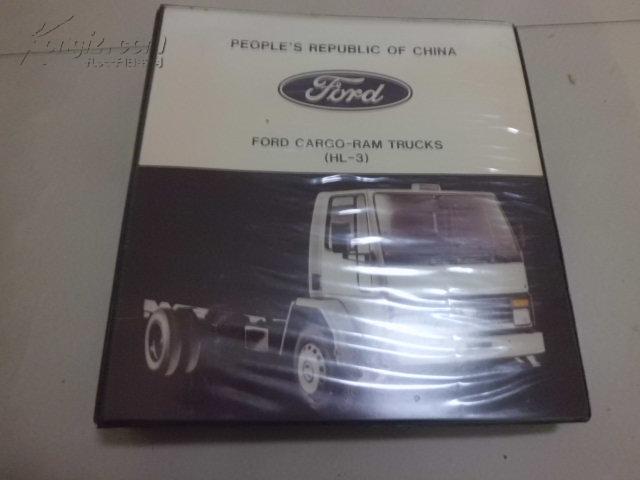 PEOPLE'S REPUBLIC OF CHINA
Ford
FORD CARGO-RAM TRUCKS
(HL-3)